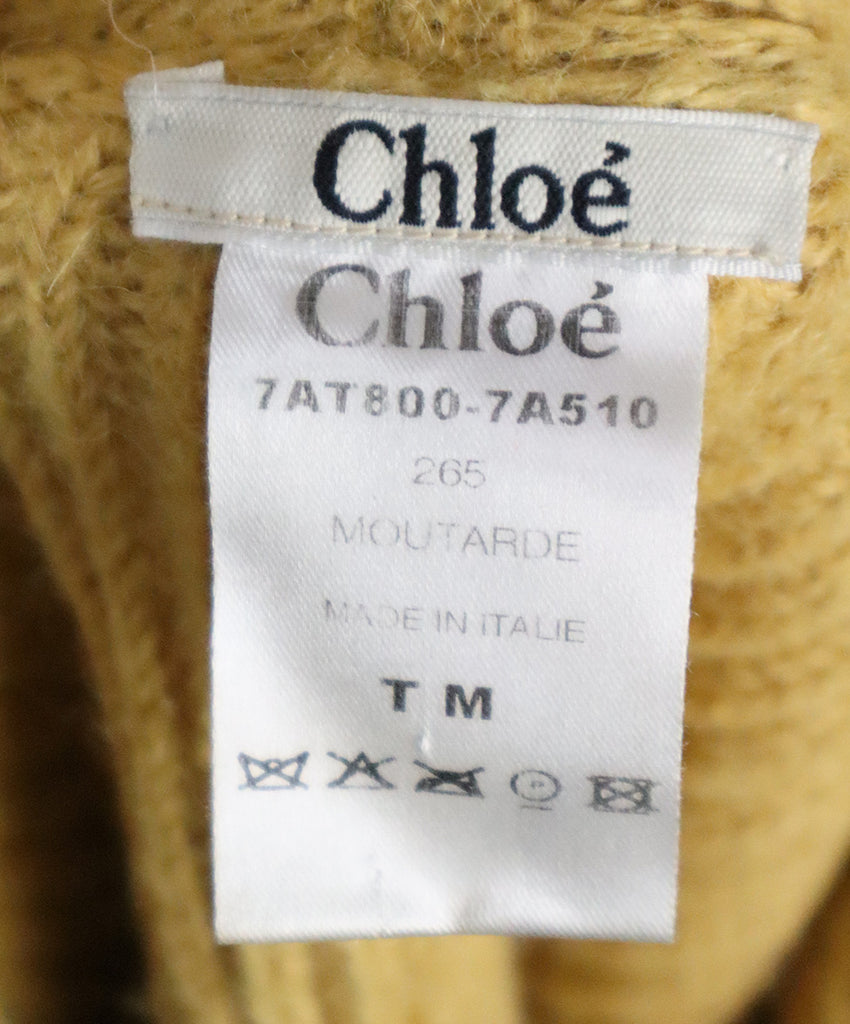 Chloé
Chloé
7AT800-7A510
265
MOUTARDE
MADE IN ITALIE
T M
P